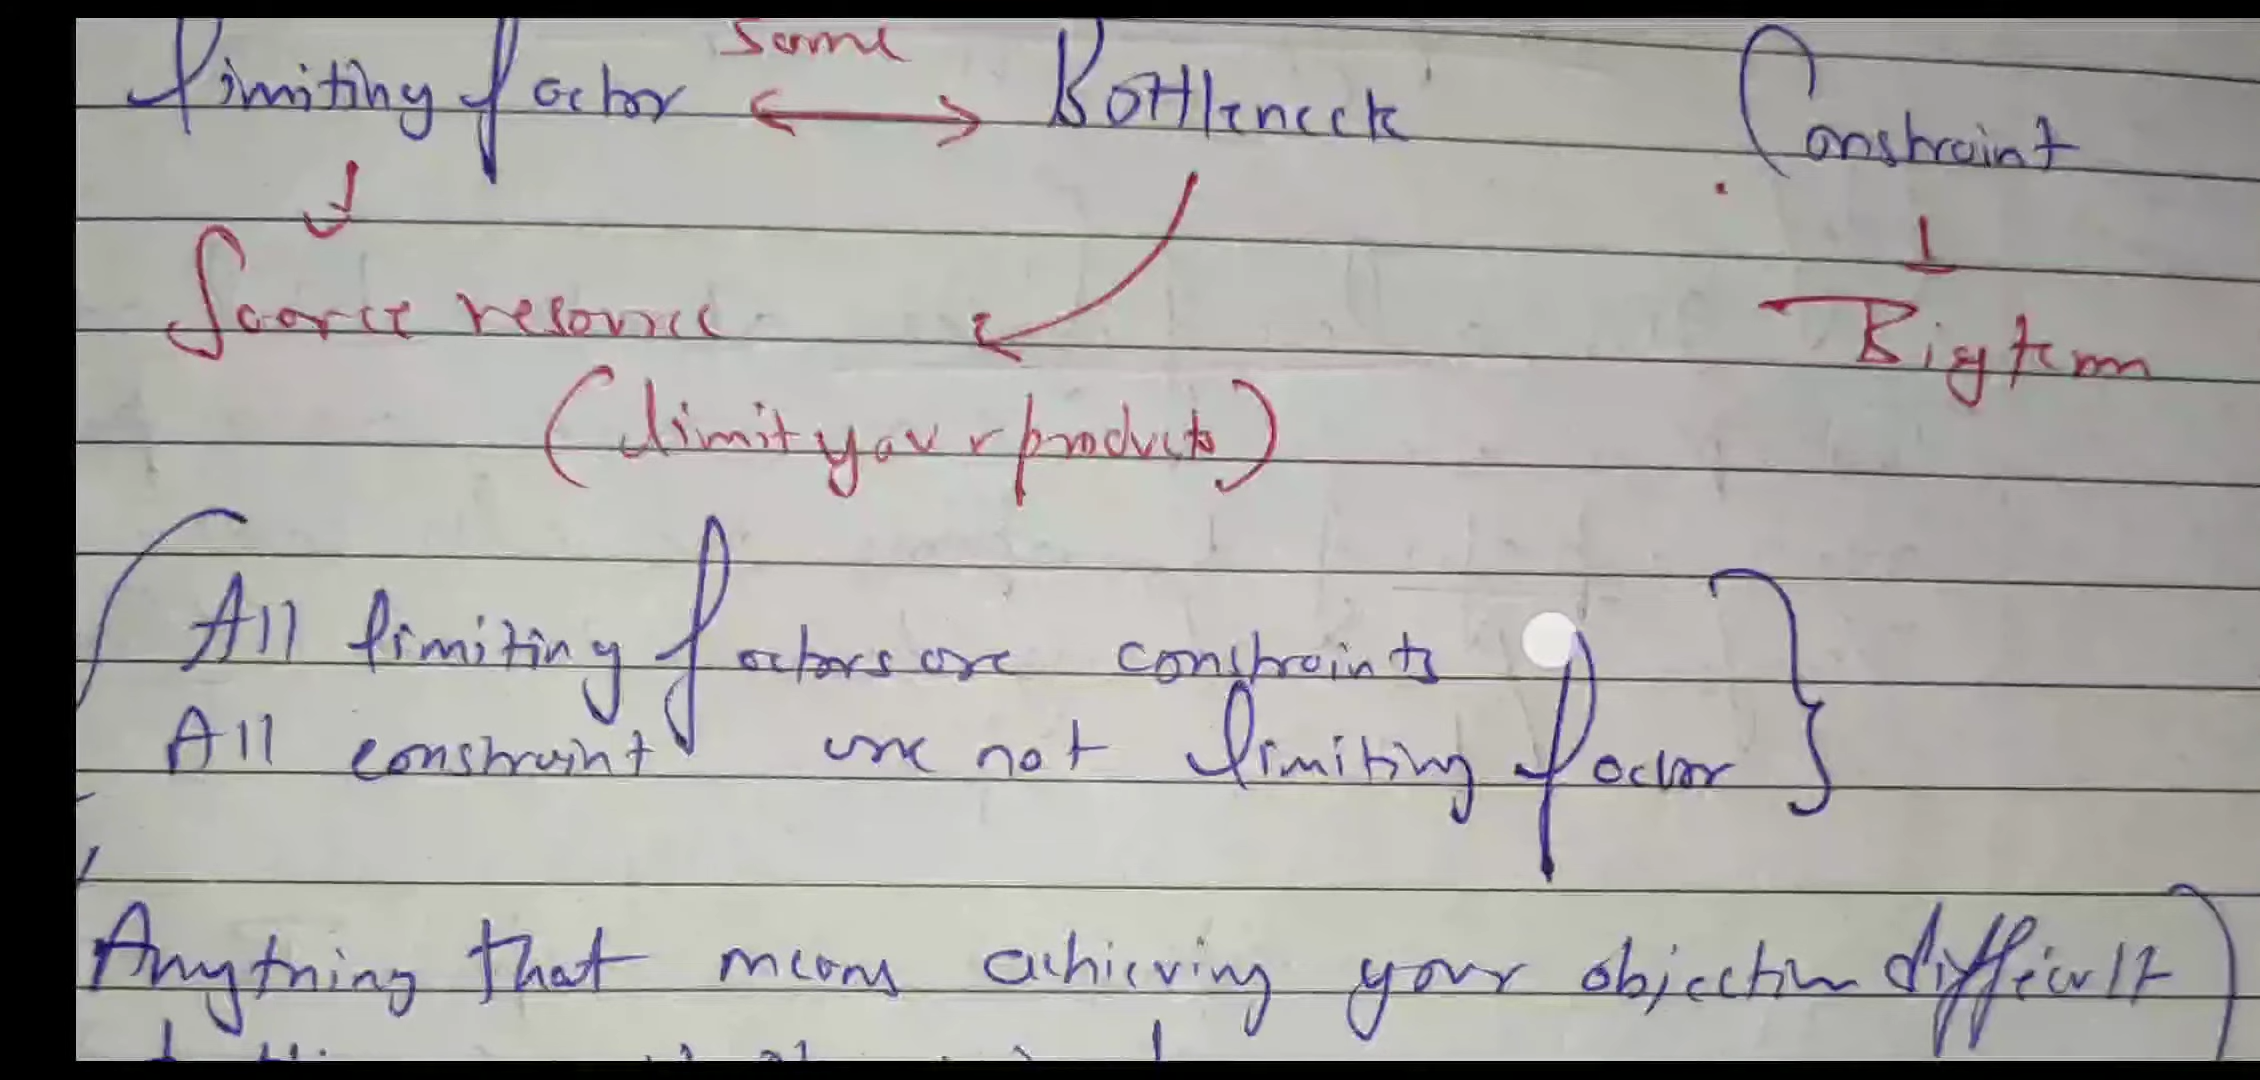 Limiting factor Same Bottleneck Constraint
Scarce resource Big term
(Limit your products)
All limiting factors are constraints
All constraint are not limiting factor
Anything that means achieving your objective difficult